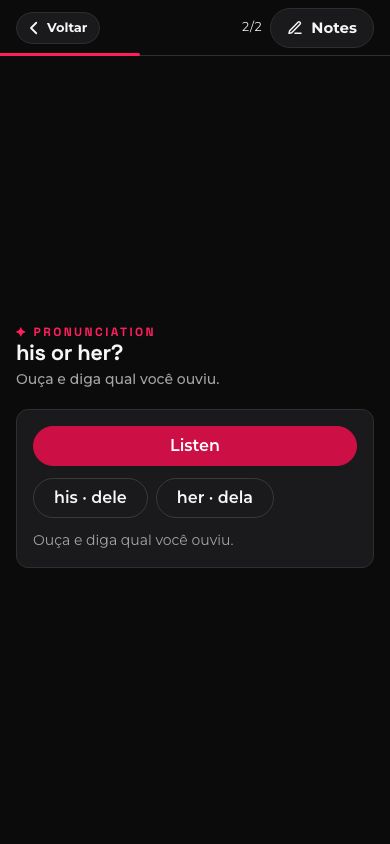 Voltar
2/2
Notes
PRONUNCIATION
his or her?
Ouça e diga qual você ouviu.
Listen
his · dele
her · dela
Ouça e diga qual você ouviu.